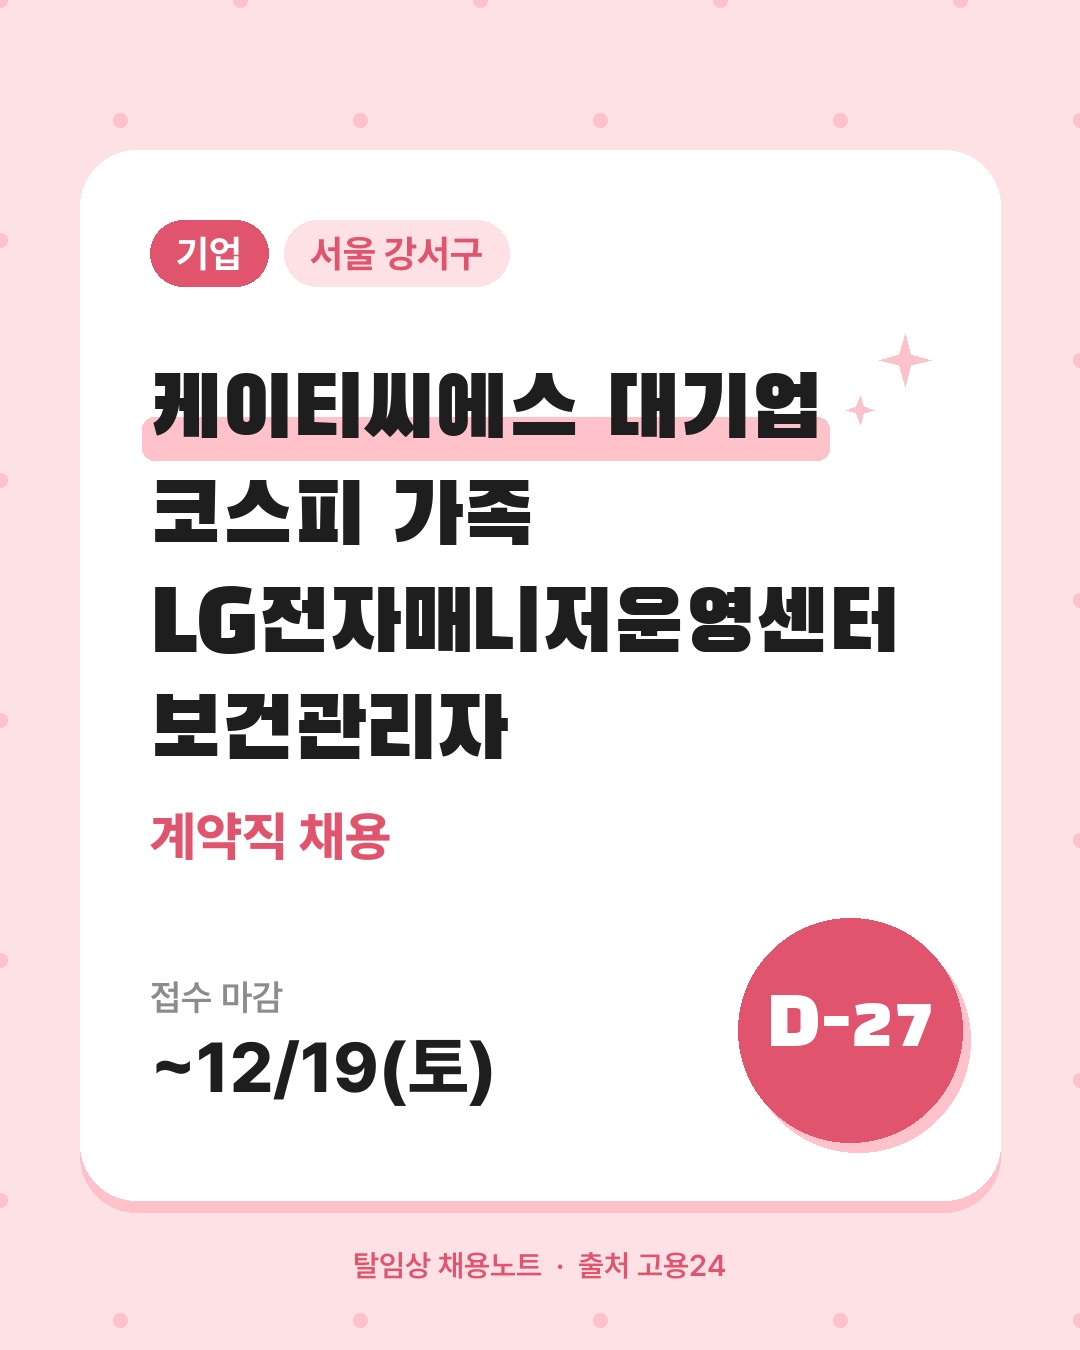 기업 서울 강서구
케이티씨에스 대기업
코스피 가족
LG전자매니저운영센터
보건관리자
계약직 채용
접수 마감
~12/19(토)
D-27
탈임상 채용노트 · 출처 고용24